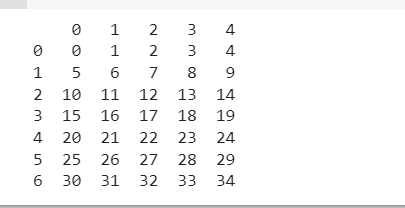 0   1   2   3   4
0   0   1   2   3   4
1   5   6   7   8   9
2  10  11  12  13  14
3  15  16  17  18  19
4  20  21  22  23  24
5  25  26  27  28  29
6  30  31  32  33  34